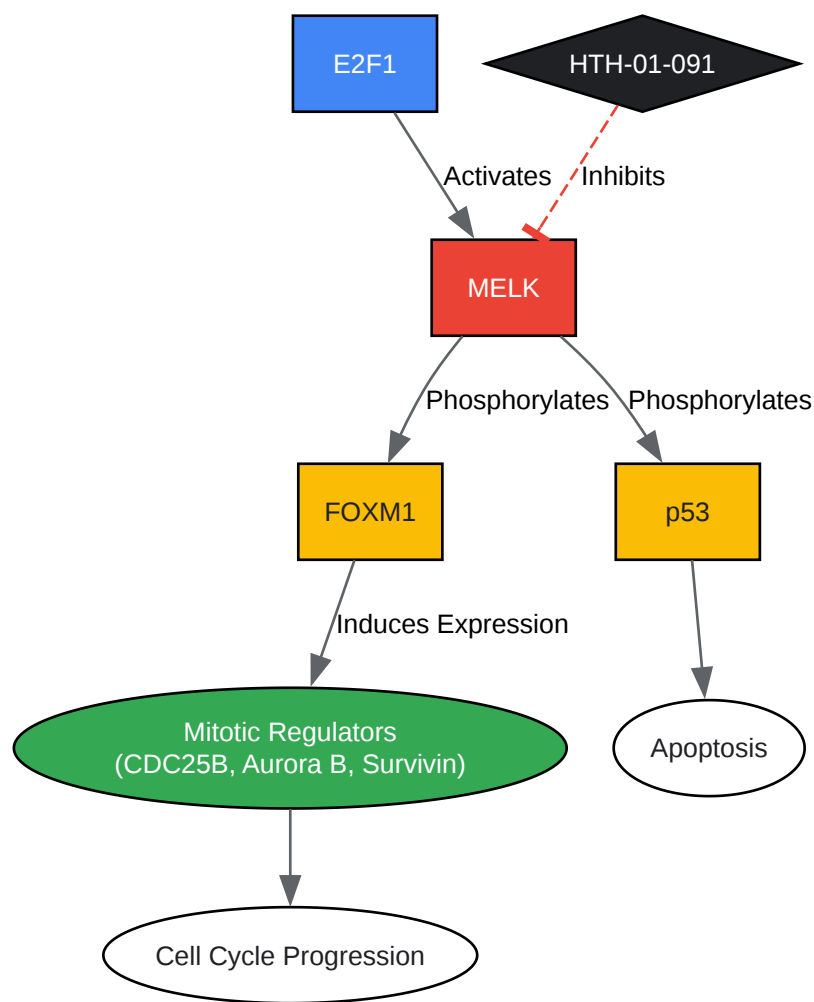 E2F1
HTH-01-091
Activates
Inhibits
MELK
Phosphorylates
Phosphorylates
FOXM1
p53
Induces Expression
Mitotic Regulators
(CDC25B, Aurora B, Survivin)
Apoptosis
Cell Cycle Progression